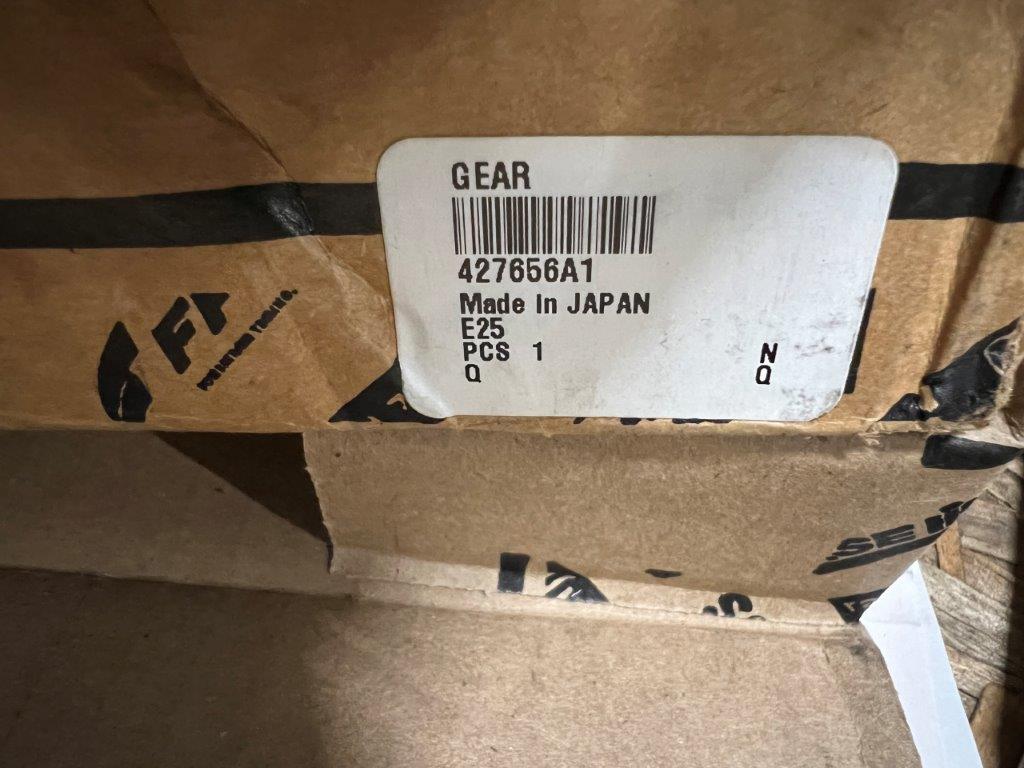 GEAR
427656A1
Made In JAPAN
E25
PCS 1
N
Q
Q